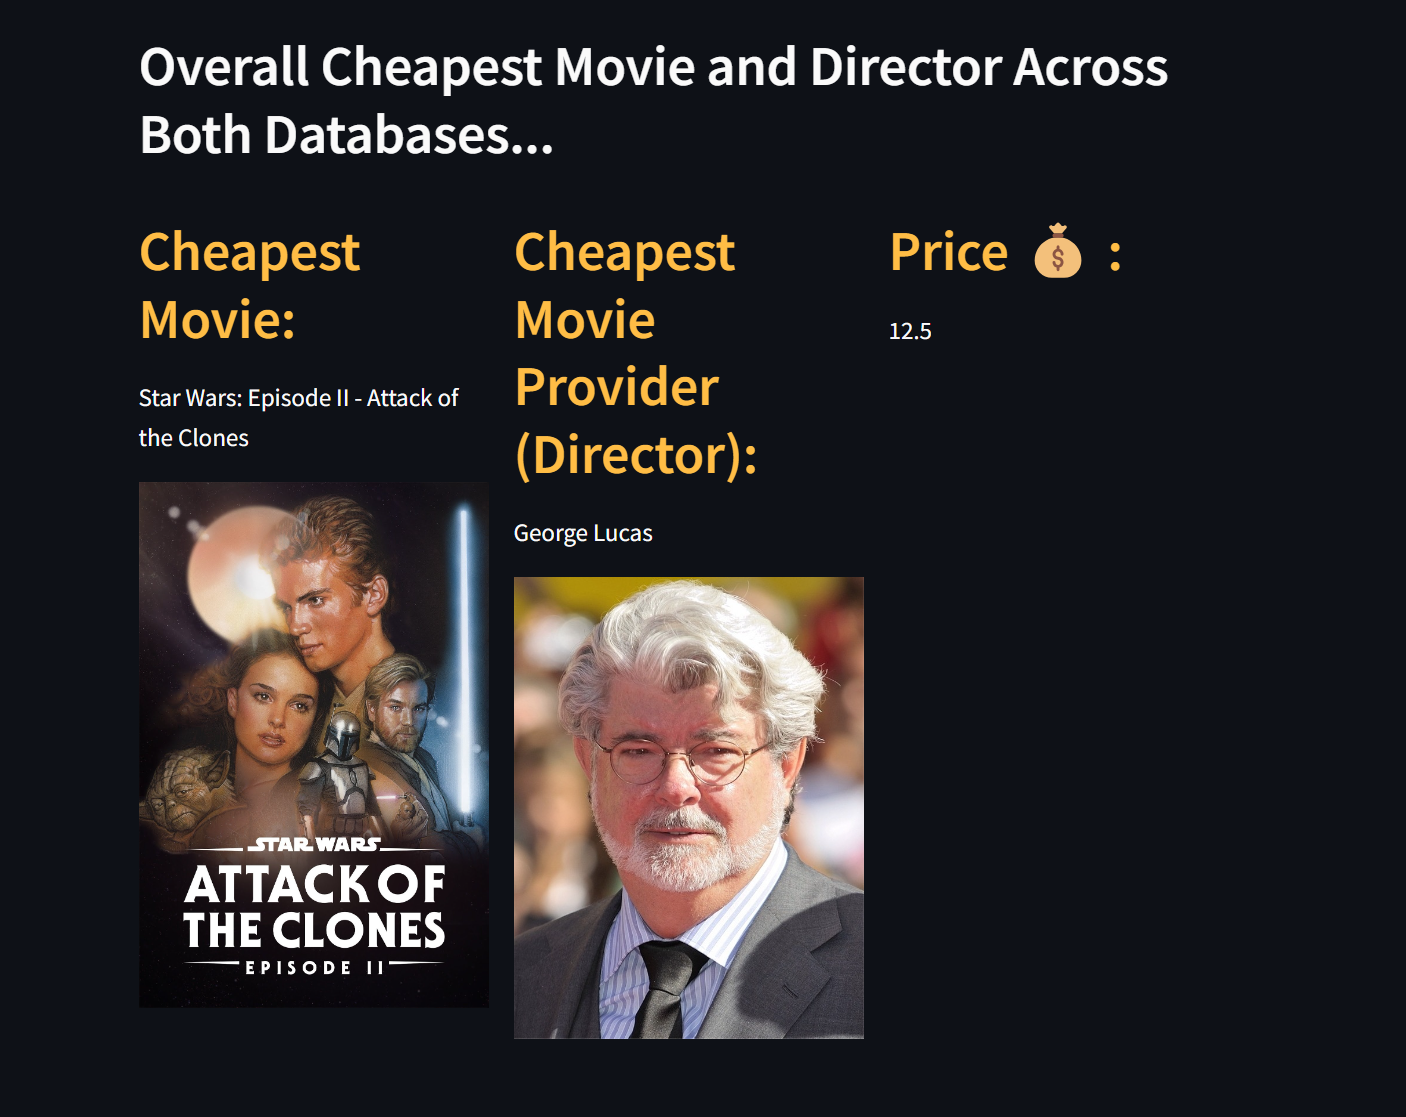 Overall Cheapest Movie and Director Across
Both Databases...
Cheapest
Movie:
Star Wars: Episode II - Attack of
the Clones
STAR WARS
ATTACK OF
THE CLONES
EPISODE II
Cheapest
Movie
Provider
(Director):
George Lucas
Price 💰 :
12.5